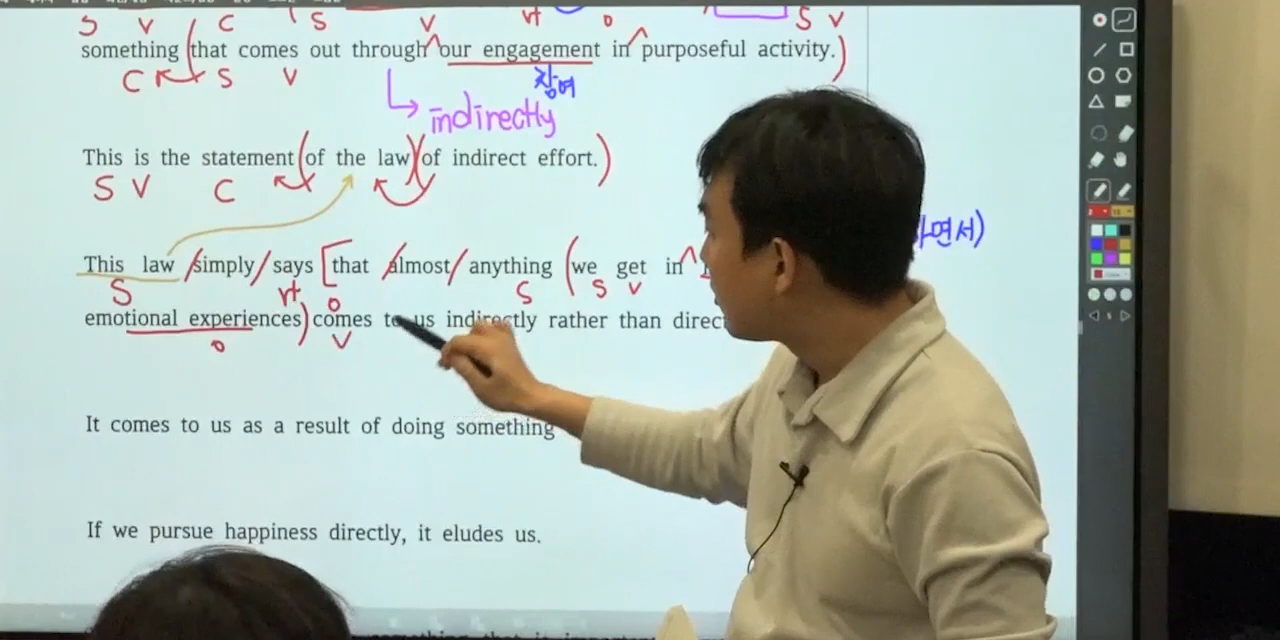 S V C S V vt o S V
something (that comes out through our engagement in purposeful activity.)
C S V 참여
indirectly
This is the statement (of the law) (of indirect effort.)
S V C
면서)
This law / simply / says [that / almost / anything (we get in
S vt o S S v
emotional experiences) comes to us indirectly rather than direc
o v
It comes to us as a result of doing something
If we pursue happiness directly, it eludes us.